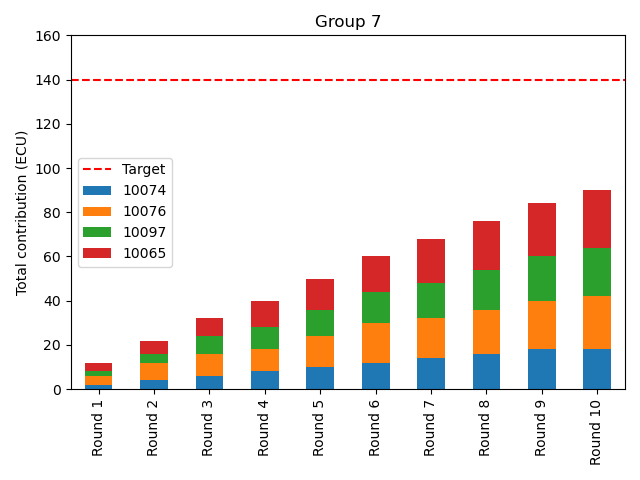 Group 7
Total contribution (ECU)
160
140
120
100
80
60
40
20
0
Target
10074
10076
10097
10065
Round 1
Round 2
Round 3
Round 4
Round 5
Round 6
Round 7
Round 8
Round 9
Round 10